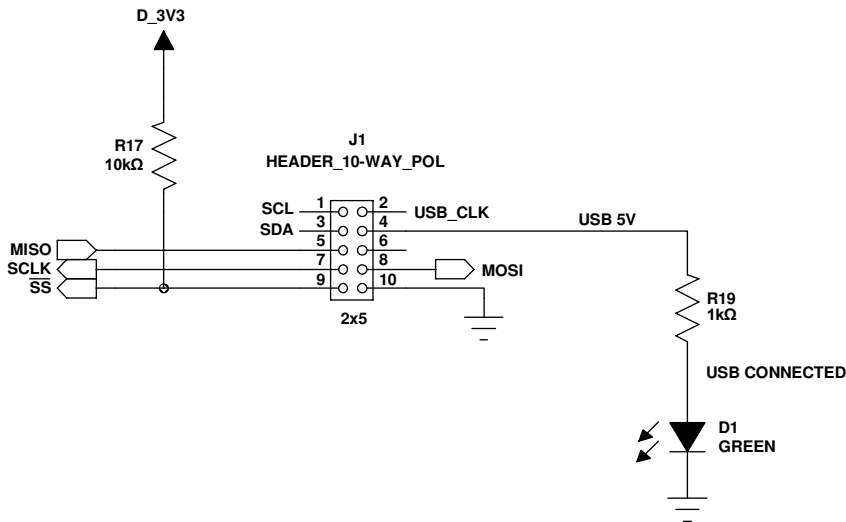 D_3V3
R17
10kΩ
J1
HEADER_10-WAY_POL
SCL 1 2 USB_CLK
SDA 3 4 USB 5V
MISO 5 6
SCLK 7 8 MOSI
SS 9 10
2x5
R19
1kΩ
USB CONNECTED
D1
GREEN